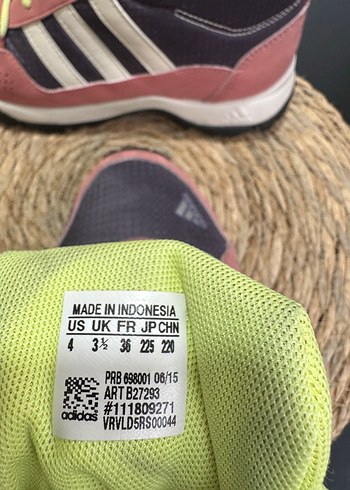 MADE IN INDONESIA
US UK FR JP CHN
4 3½ 36 225 220
PRB 698001 06/15
ART B27293
#111809271
VRVLD5RS00044
adidas